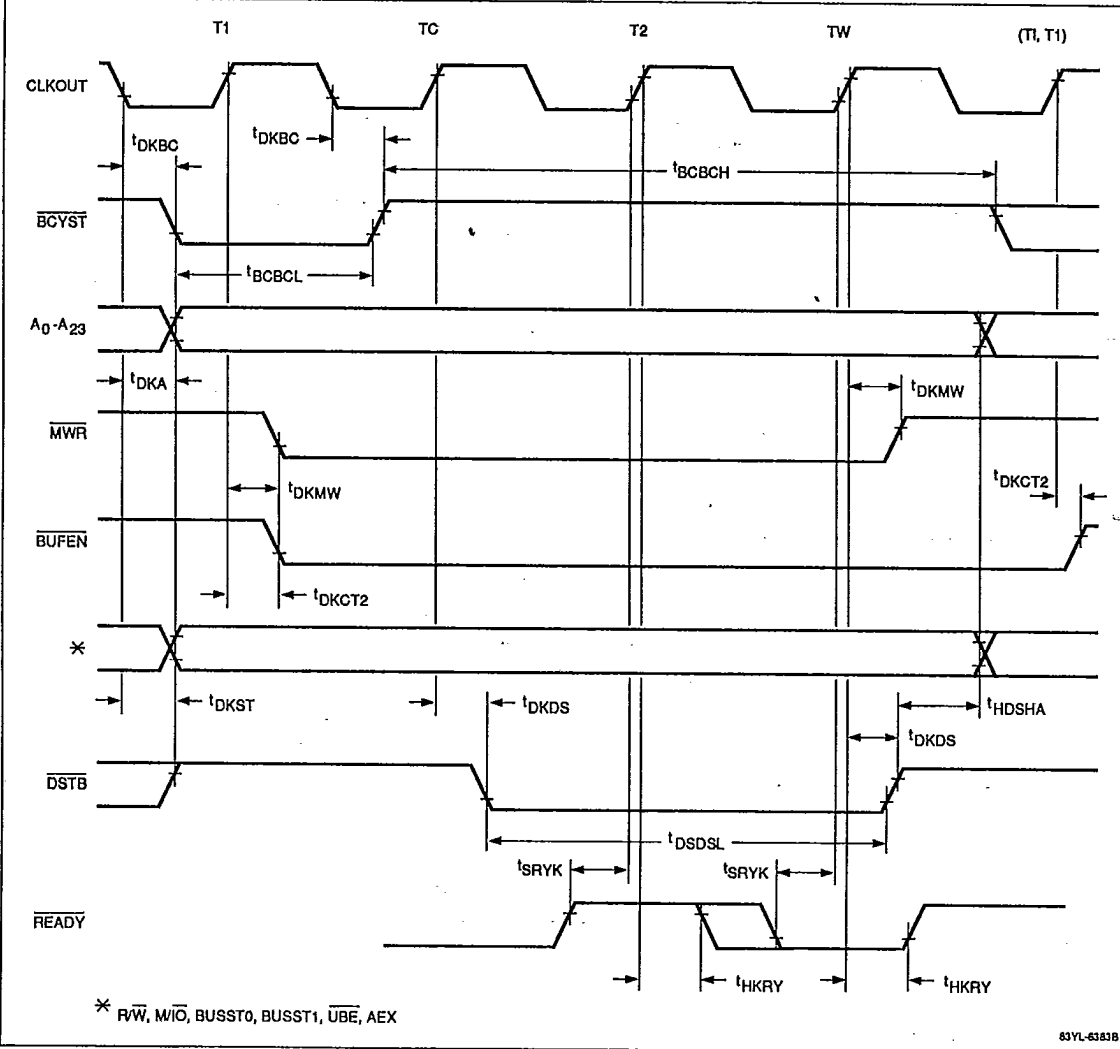 T1 TC T2 TW (TI, T1)
CLKOUT
tDKBC tDKBC
tBCBCH
BCYST
tBCBCL
A0-A23
tDKA tDKMW
MWR
tDKMW tDKCT2
BUFEN
tDKCT2
*
tDKST tDKDS tHDSHA
tDKDS
DSTB
tDSDSL
tSRYK tSRYK
READY
tHKRY tHKRY
* R/W, M/IO, BUSST0, BUSST1, UBE, AEX
83YL-6383B